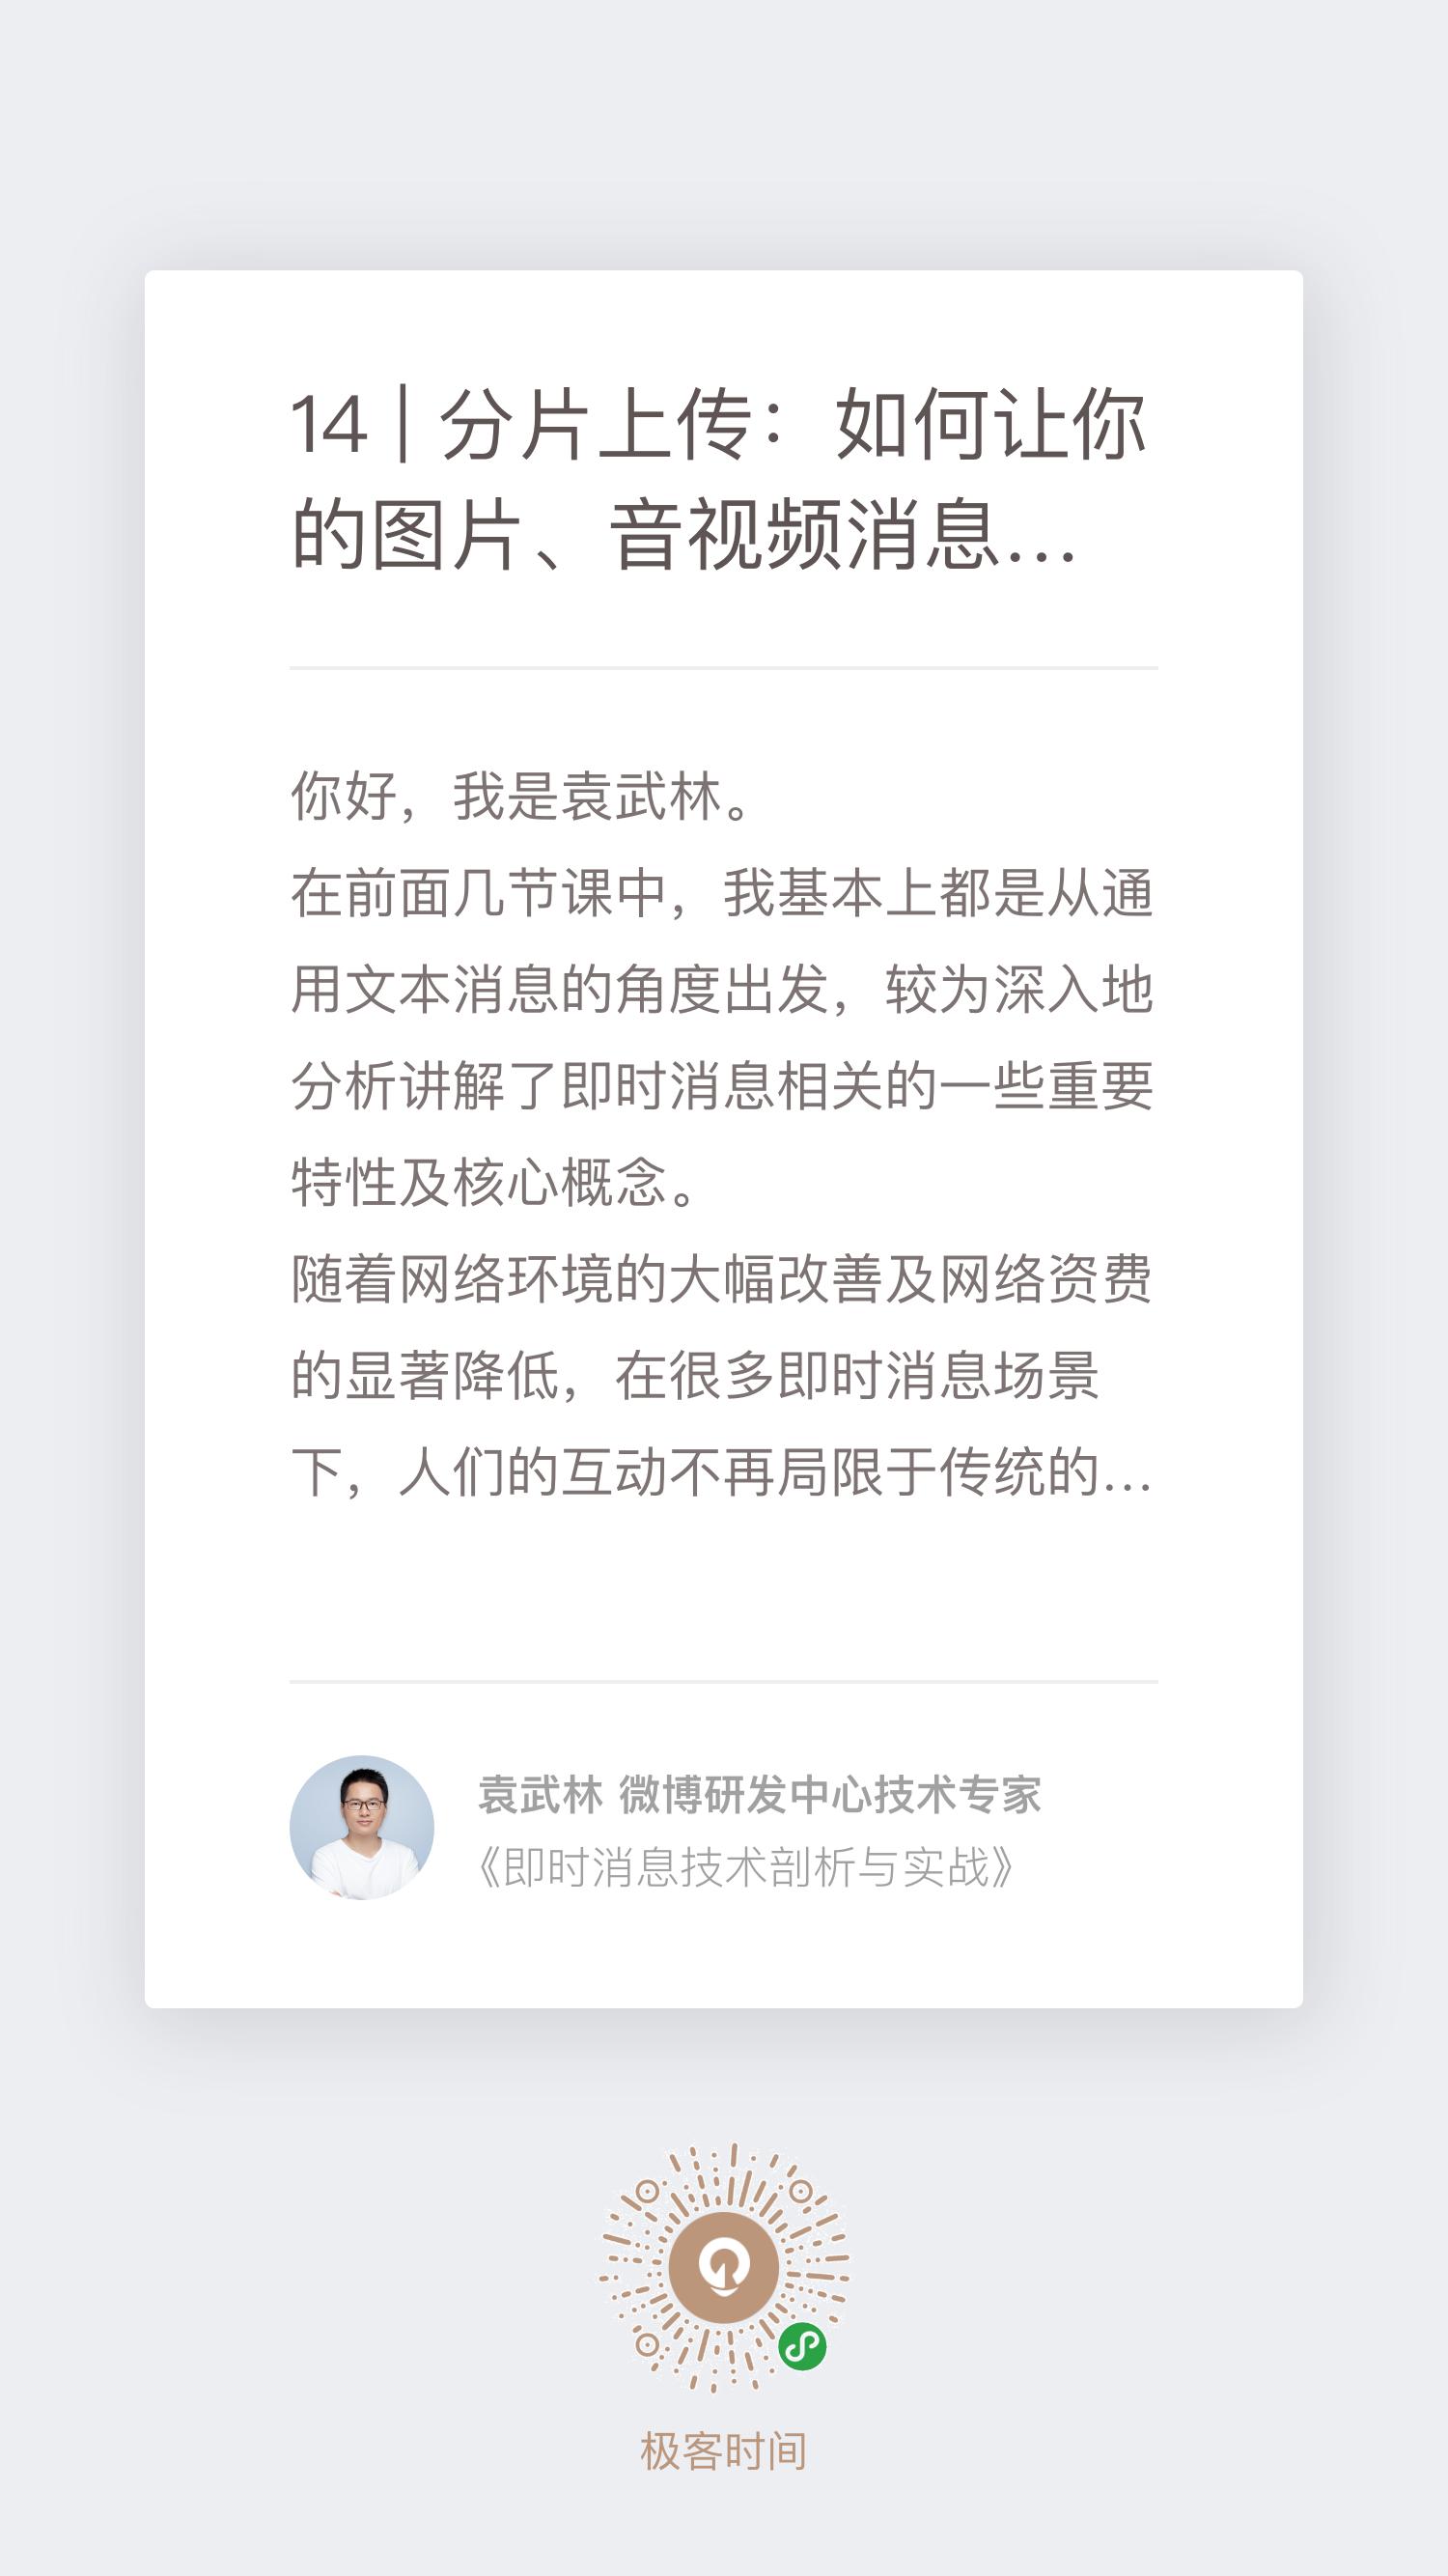 14 | 分片上传：如何让你
的图片、音视频消息...
你好，我是袁武林。
在前面几节课中，我基本上都是从通
用文本消息的角度出发，较为深入地
分析讲解了即时消息相关的一些重要
特性及核心概念。
随着网络环境的大幅改善及网络资费
的显著降低，在很多即时消息场景
下，人们的互动不再局限于传统的...
袁武林 微博研发中心技术专家
《即时消息技术剖析与实战》
极客时间